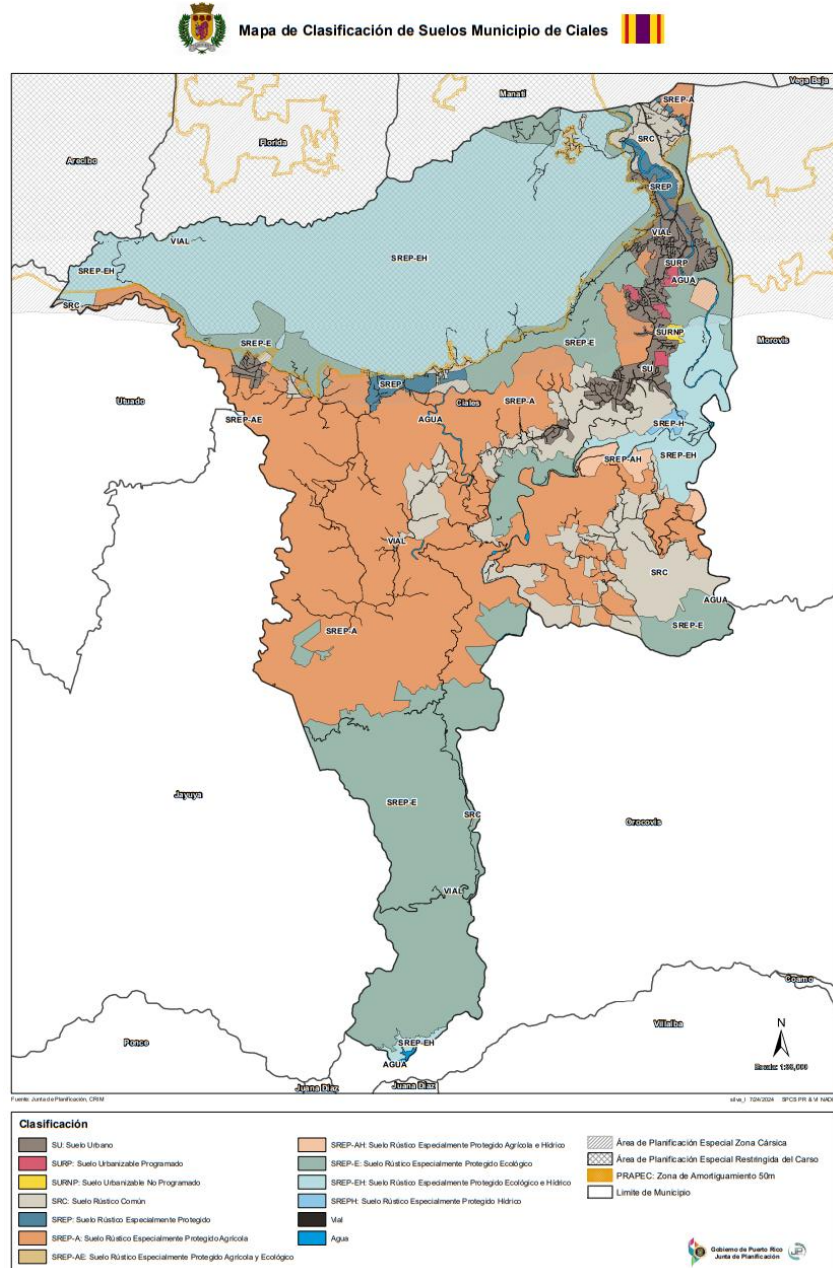 Mapa de Clasificación de Suelos Municipio de Ciales
Vega Baja
Manatí
SREP-A
Florida
SRC
Arecibo
SREP
VIAL
VIAL
SREP-EH
SURP
SREP-EH
AGUA
SRC
SURNP
Morovis
SREP-E
SREP-E
SU
SREP
Utuado
Ciales
SREP-A
SREP-AE
AGUA
SREP-H
SREP-AH
SREP-EH
VIAL
SRC
AGUA
SREP-A
SREP-E
Jayuya
SREP-E
SRC
Orocovis
VIAL
Coamo
Villalba
N
Ponce
SREP-EH
AGUA
Juana Díaz
Juana Díaz
Fuente: Junta de Planificación, CRIM
Clasificación
SU: Suelo Urbano
SURP: Suelo Urbanizable Programado
SURNP: Suelo Urbanizable No Programado
SRC: Suelo Rústico Común
SREP: Suelo Rústico Especialmente Protegido
SREP-A: Suelo Rústico Especialmente Protegido Agrícola
SREP-AE: Suelo Rústico Especialmente Protegido Agrícola y Ecológico
SREP-AH: Suelo Rústico Especialmente Protegido Agrícola e Hídrico
SREP-E: Suelo Rústico Especialmente Protegido Ecológico
SREP-EH: Suelo Rústico Especialmente Protegido Ecológico e Hídrico
SREPH: Suelo Rústico Especialmente Protegido Hídrico
Vial
Agua
Área de Planificación Especial Zona Cársica
Área de Planificación Especial Restringida del Carso
PRAPEC: Zona de Amortiguamiento 50m
Límite de Municipio
Gobierno de Puerto Rico
Junta de Planificación
JP